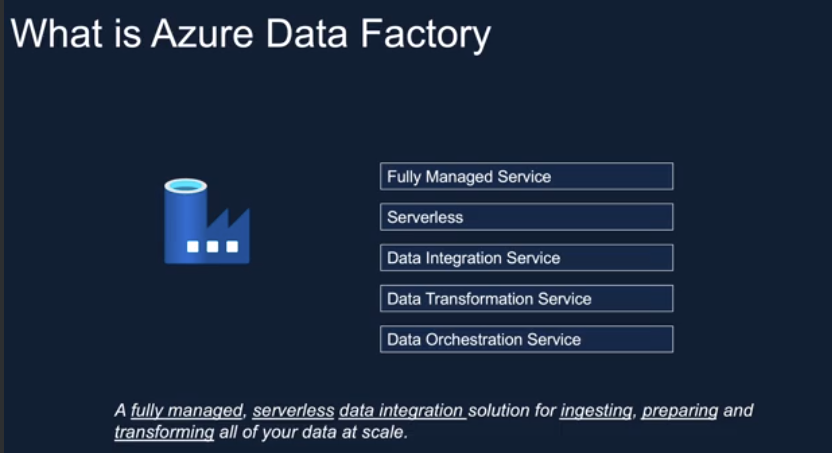 What is Azure Data Factory
Fully Managed Service
Serverless
Data Integration Service
Data Transformation Service
Data Orchestration Service
A fully managed, serverless data integration solution for ingesting, preparing and
transforming all of your data at scale.